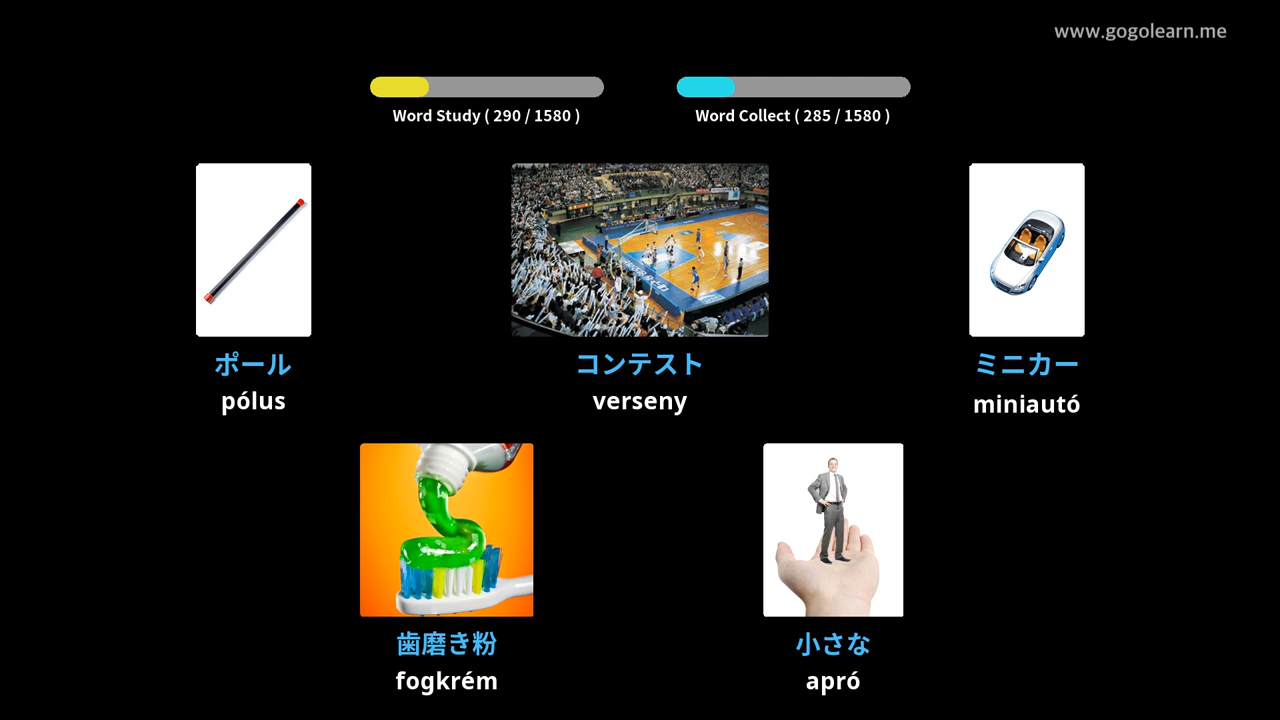 www.gogolearn.me
Word Study ( 290 / 1580 )
Word Collect ( 285 / 1580 )
ポール
pólus
コンテスト
verseny
ミニカー
miniautó
歯磨き粉
fogkrém
小さな
apró